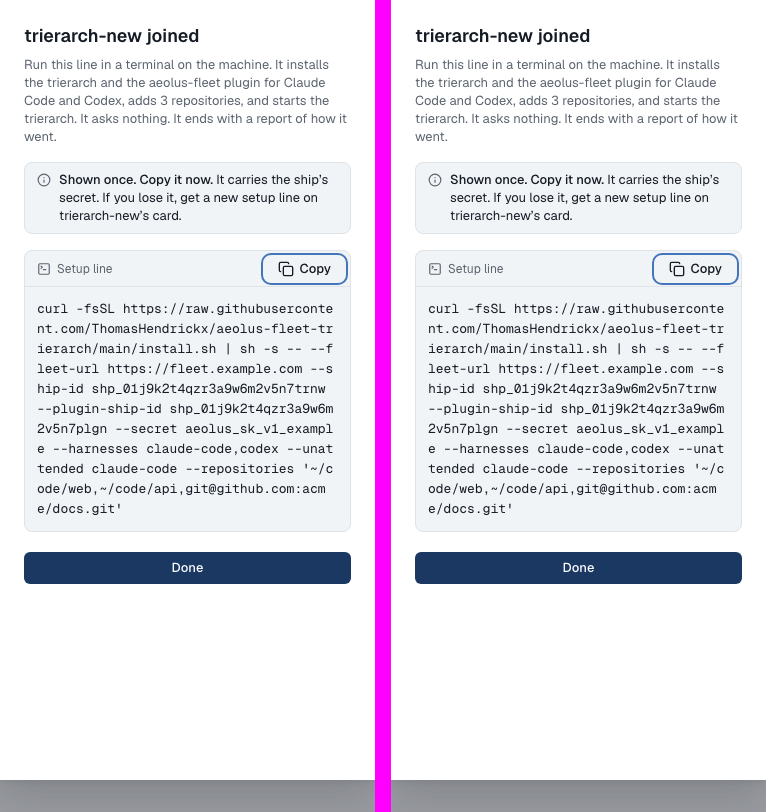 trierarch-new joined
Run this line in a terminal on the machine. It installs
the trierarch and the aeolus-fleet plugin for Claude
Code and Codex, adds 3 repositories, and starts the
trierarch. It asks nothing. It ends with a report of how it
went.
Shown once. Copy it now. It carries the ship's
secret. If you lose it, get a new setup line on
trierarch-new's card.
Setup line
Copy
curl -fsSL https://raw.githubuserconte
nt.com/ThomasHendrickx/aeolus-fleet-tr
ierarch/main/install.sh | sh -s -- --f
leet-url https://fleet.example.com --s
hip-id shp_01j9k2t4qzr3a9w6m2v5n7trnw
--plugin-ship-id shp_01j9k2t4qzr3a9w6m
2v5n7plgn --secret aeolus_sk_v1_exampl
e --harnesses claude-code,codex --unat
tended claude-code --repositories '~/c
ode/web,~/code/api,git@github.com:acm
e/docs.git'
Done
trierarch-new joined
Run this line in a terminal on the machine. It installs
the trierarch and the aeolus-fleet plugin for Claude
Code and Codex, adds 3 repositories, and starts the
trierarch. It asks nothing. It ends with a report of how it
went.
Shown once. Copy it now. It carries the ship's
secret. If you lose it, get a new setup line on
trierarch-new's card.
Setup line
Copy
curl -fsSL https://raw.githubuserconte
nt.com/ThomasHendrickx/aeolus-fleet-tr
ierarch/main/install.sh | sh -s -- --f
leet-url https://fleet.example.com --s
hip-id shp_01j9k2t4qzr3a9w6m2v5n7trnw
--plugin-ship-id shp_01j9k2t4qzr3a9w6m
2v5n7plgn --secret aeolus_sk_v1_exampl
e --harnesses claude-code,codex --unat
tended claude-code --repositories '~/c
ode/web,~/code/api,git@github.com:acm
e/docs.git'
Done